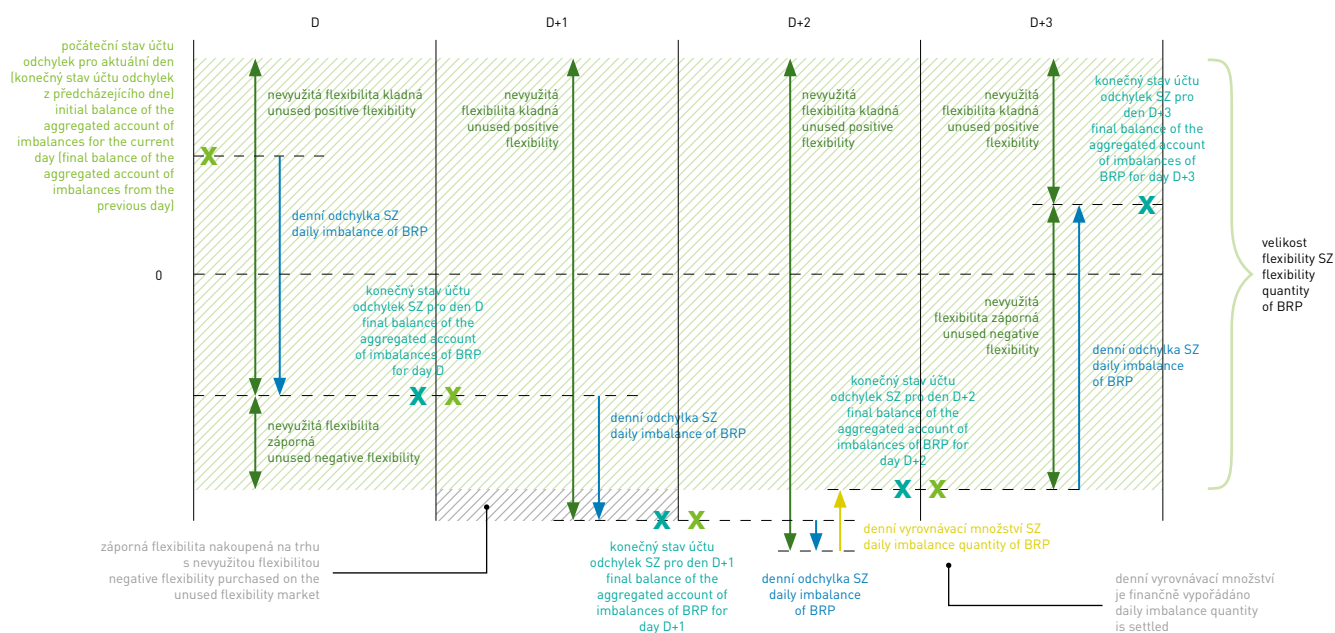 D
D+1
D+2
D+3
počáteční stav účtu
odchylek pro aktuální den
(konečný stav účtu odchylek
z předcházejícího dne)
initial balance of the
aggregated account of
imbalances for the current
day (final balance of the
aggregated account of
imbalances from the
previous day)
0
nevyužitá flexibilita kladná
unused positive flexibility
denní odchylka SZ
daily imbalance of BRP
konečný stav účtu
odchylek SZ pro den D
final balance of the
aggregated account
of imbalances of BRP
for day D
nevyužitá flexibilita
záporná
unused negative flexibility
záporná flexibilita nakoupená na trhu
s nevyužitou flexibilitou
negative flexibility purchased on the
unused flexibility market
nevyužitá
flexibilita kladná
unused positive
flexibility
denní odchylka SZ
daily imbalance of BRP
konečný stav účtu
odchylek SZ pro den D+1
final balance of the
aggregated account of
imbalances of BRP for
day D+1
nevyužitá
flexibilita kladná
unused positive
flexibility
denní odchylka SZ
daily imbalance
of BRP
konečný stav účtu
odchylek SZ pro den D+2
final balance of the
aggregated account of
imbalances of BRP for
day D+2
denní vyrovnávací množství SZ
daily imbalance quantity of BRP
nevyužitá
flexibilita kladná
unused positive
flexibility
konečný stav účtu
odchylek SZ pro
den D+3
final balance of the
aggregated account
of imbalances of
BRP for day D+3
nevyužitá
flexibilita záporná
unused negative
flexibility
denní odchylka SZ
daily imbalance
of BRP
denní vyrovnávací množství
je finančně vypořádáno
daily imbalance quantity
is settled
velikost
flexibility SZ
flexibility
quantity
of BRP